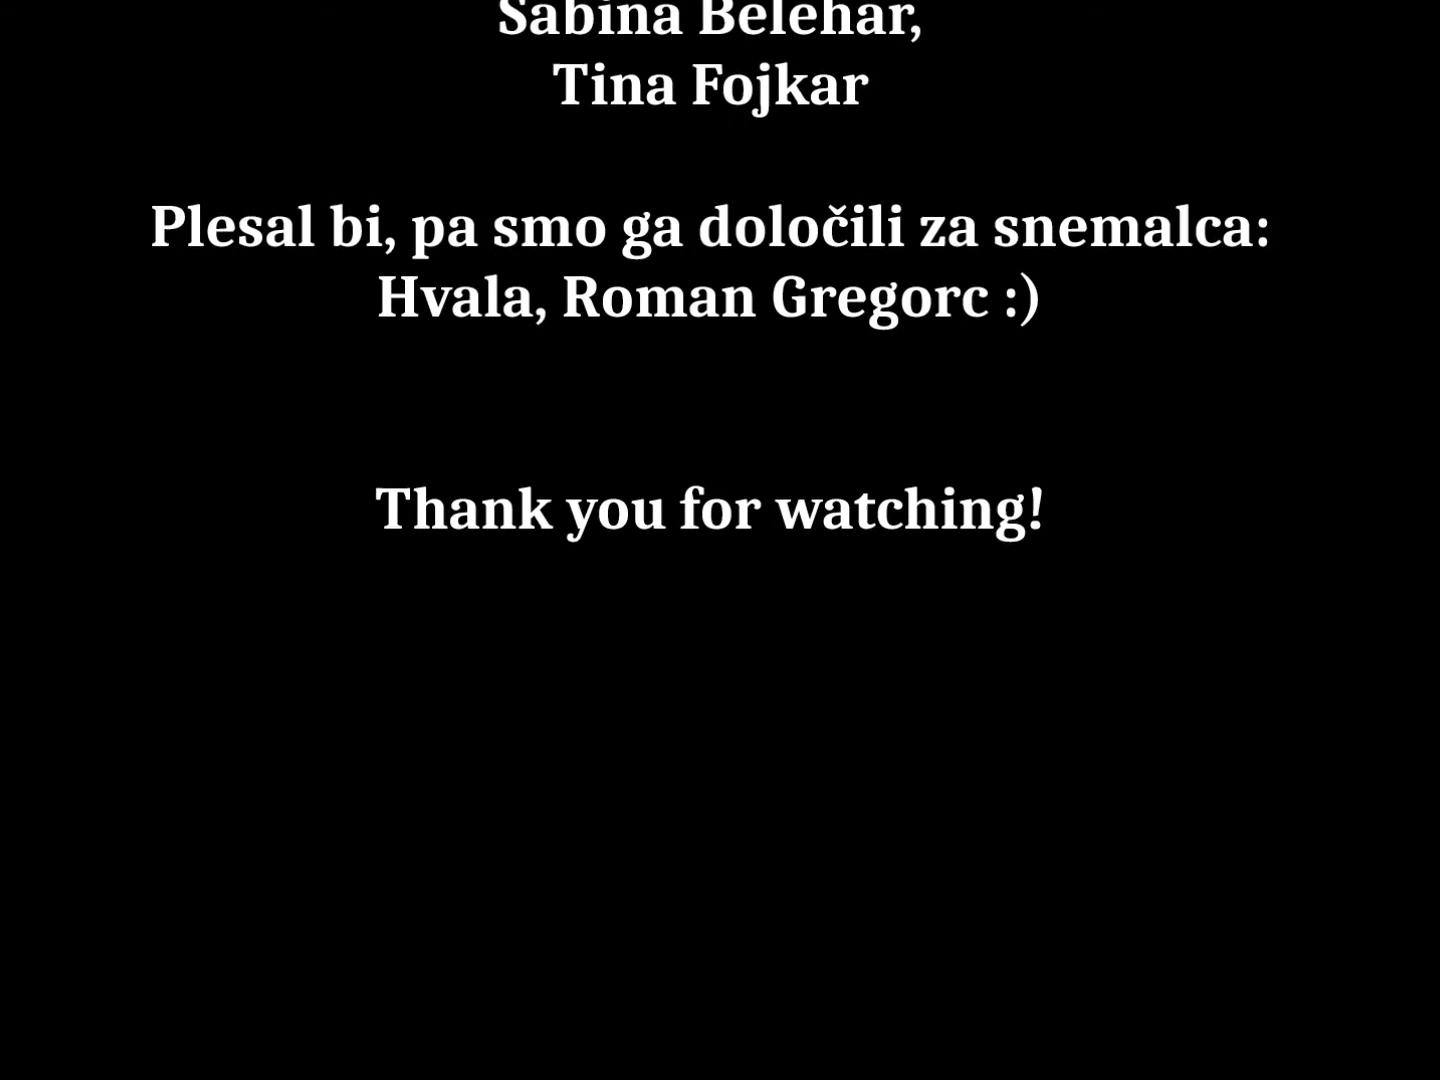 Sabina Belehar,
Tina Fojkar
Plesal bi, pa smo ga določili za snemalca:
Hvala, Roman Gregorc :)
Thank you for watching!